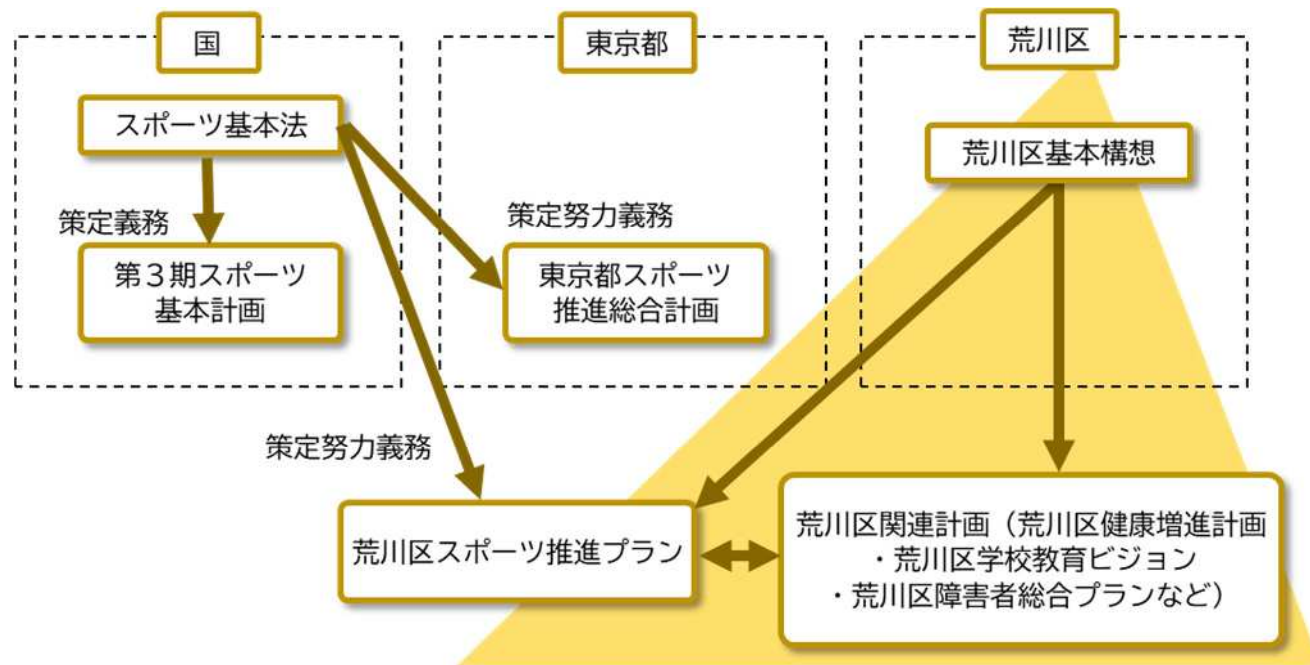 国
東京都
荒川区
スポーツ基本法
荒川区基本構想
策定義務
策定努力義務
第3期スポーツ
基本計画
東京都スポーツ
推進総合計画
策定努力義務
荒川区スポーツ推進プラン
荒川区関連計画（荒川区健康増進計画
・荒川区学校教育ビジョン
・荒川区障害者総合プランなど）